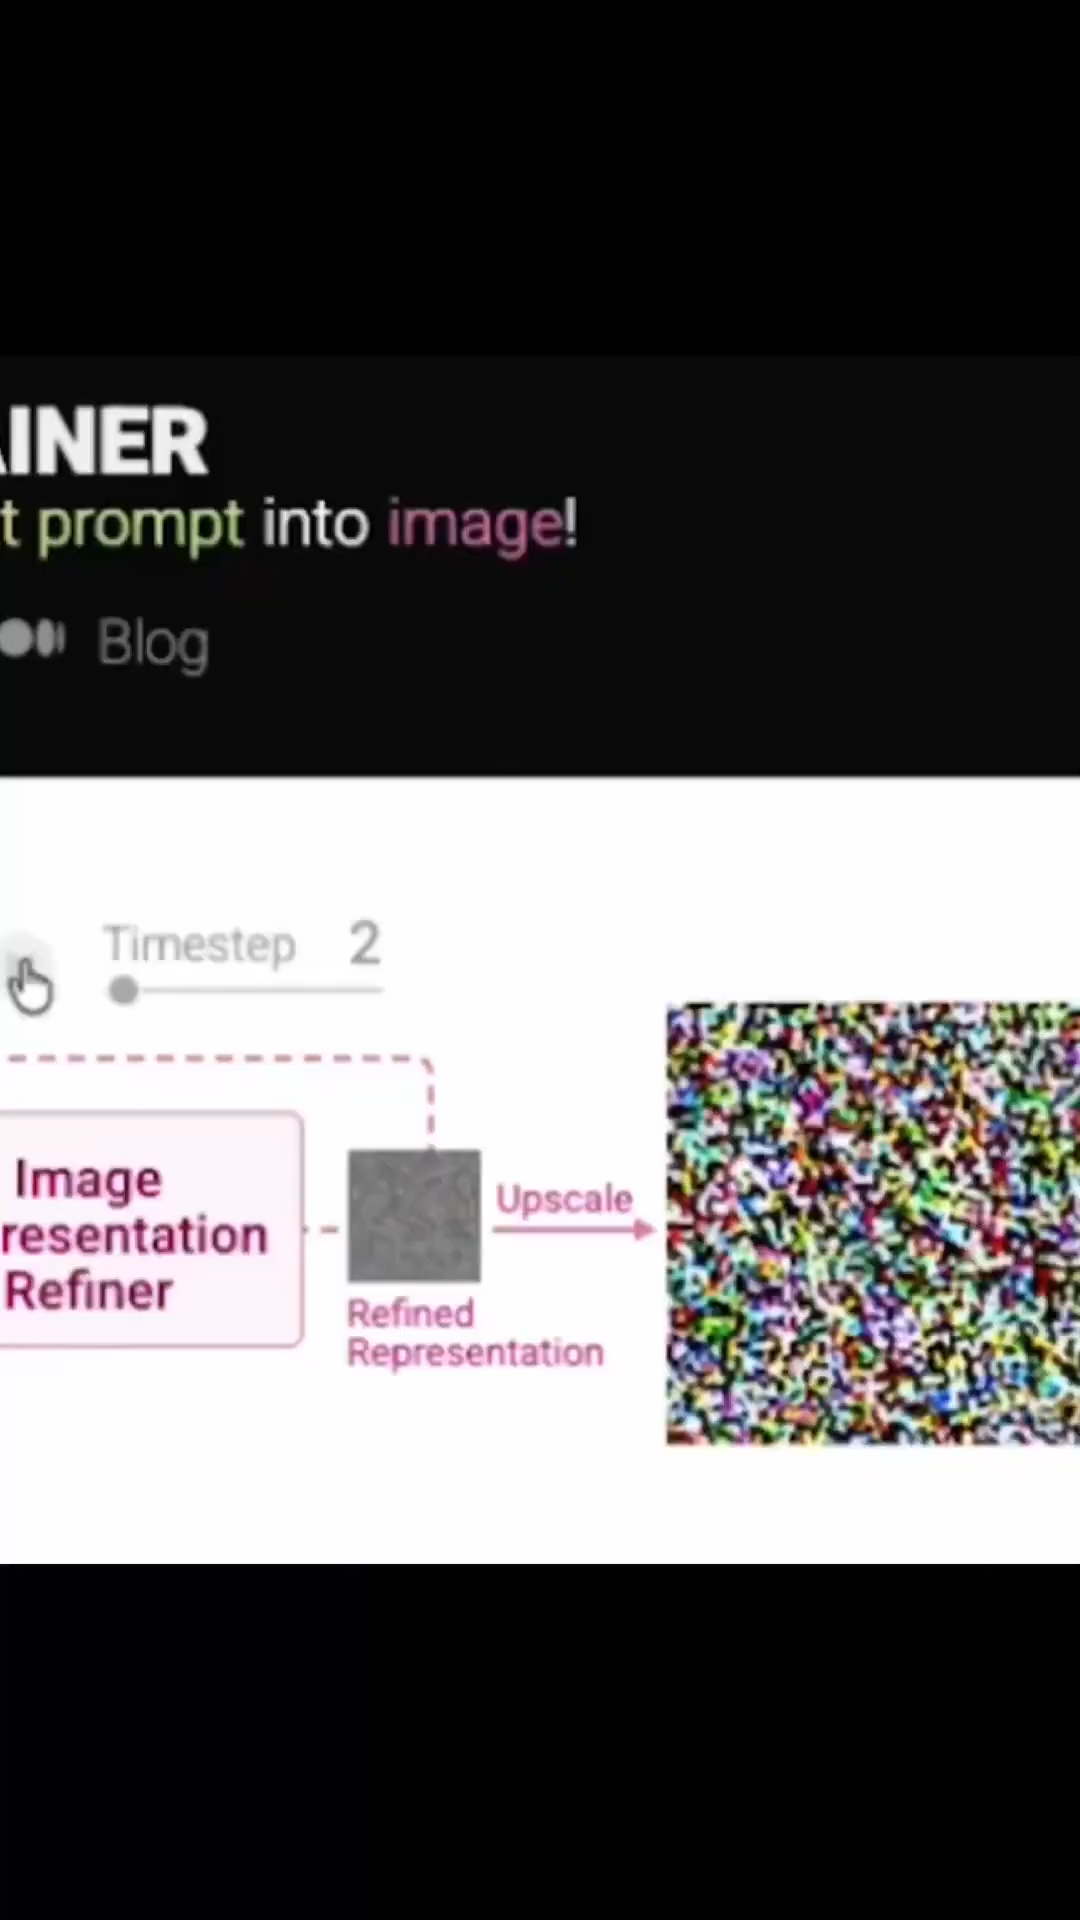 AINER
t prompt into image!
Blog
Timestep 2
Image
resentation
Refiner
Upscale
Refined
Representation